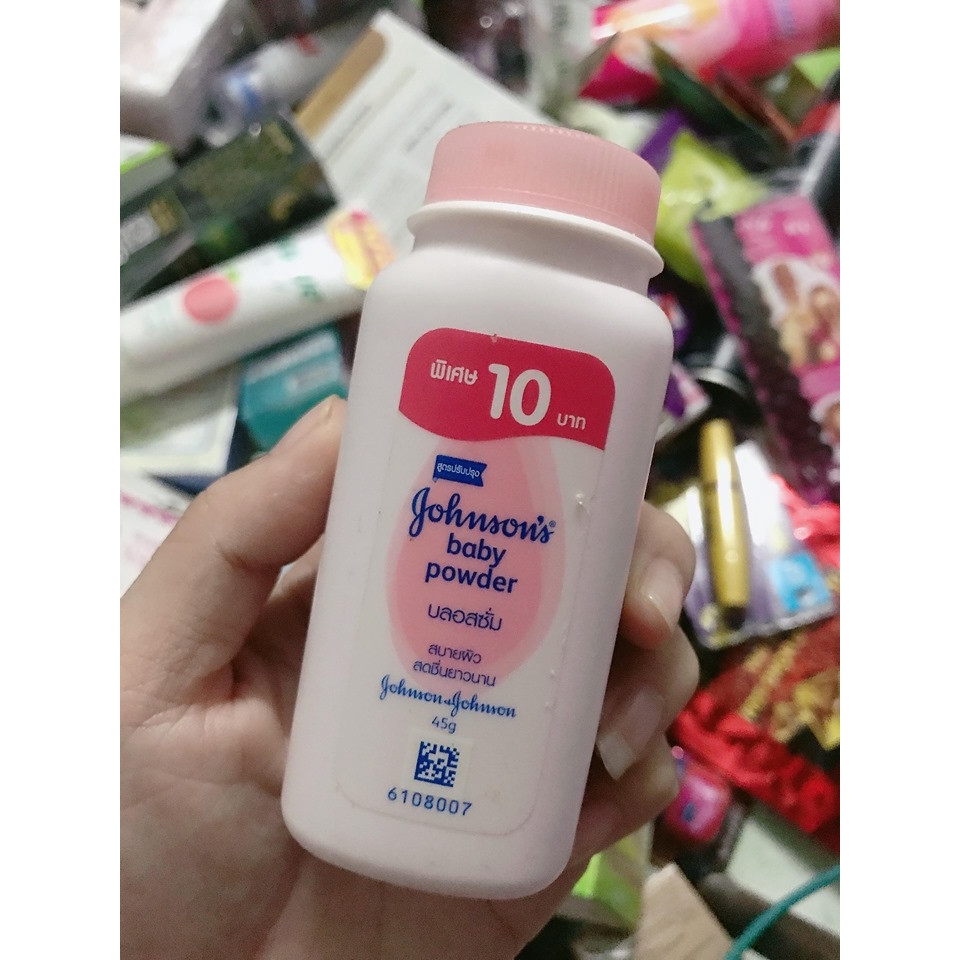 พิเศษ 10 บาท
สูตรปรับปรุง
Johnson's®
baby
powder
บลอสซั่ม
สบายผิว
สดชื่นยาวนาน
Johnson & Johnson
45g
6108007